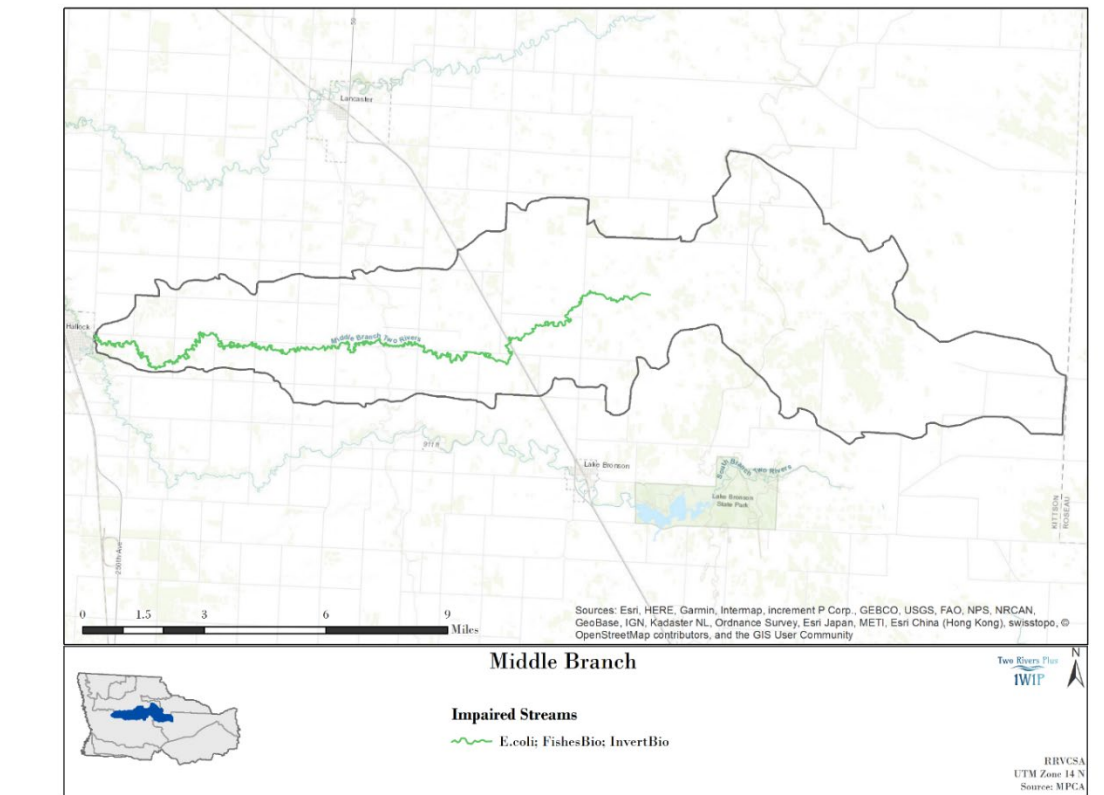 Lancaster
Hallock
Middle Branch Two Rivers
Lake Bronson
South Branch Two Rivers
Lake Bronson
State Park
KITTSON
ROSEAU
0 1.5 3 6 9
Miles
Sources: Esri, HERE, Garmin, Intermap, increment P Corp., GEBCO, USGS, FAO, NPS, NRCAN,
GeoBase, IGN, Kadaster NL, Ordnance Survey, Esri Japan, METI, Esri China (Hong Kong), swisstopo, ©
OpenStreetMap contributors, and the GIS User Community
Middle Branch
Two Rivers Plus
1W1P
N
Impaired Streams
E.coli; FishesBio; InvertBio
RRVCSA
UTM Zone 14 N
Source: MPCA